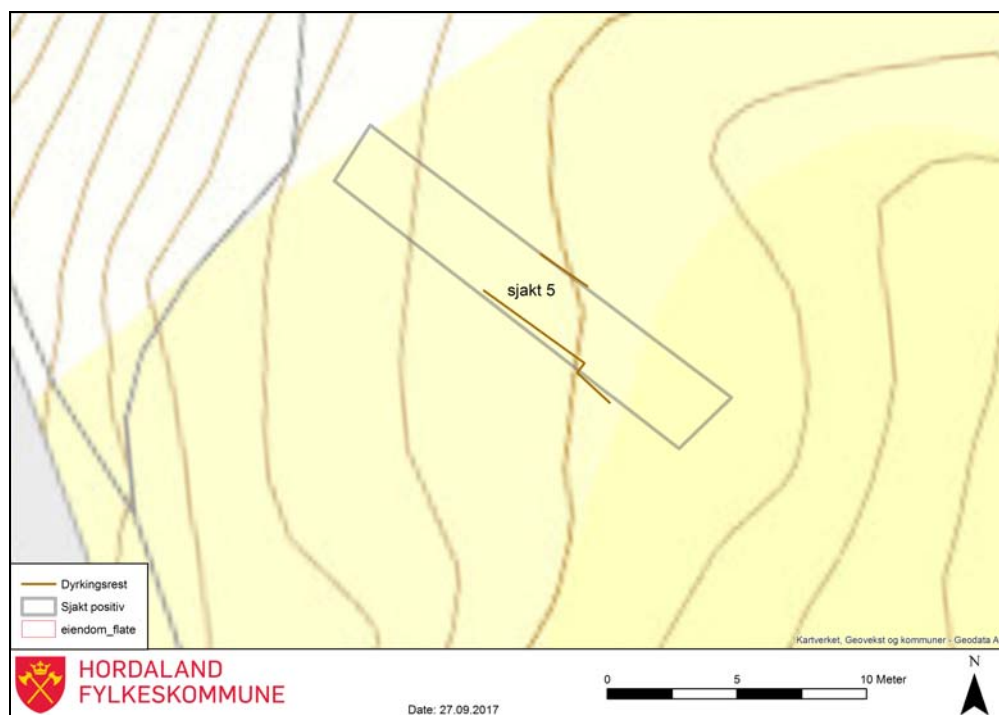 sjakt 5
Dyrkingsrest
Sjakt positiv
eiendom_flate
Kartverket, Geovekst og kommuner - Geodata A
HORDALAND
FYLKESKOMMUNE
Date: 27.09.2017
0 5 10 Meter
N